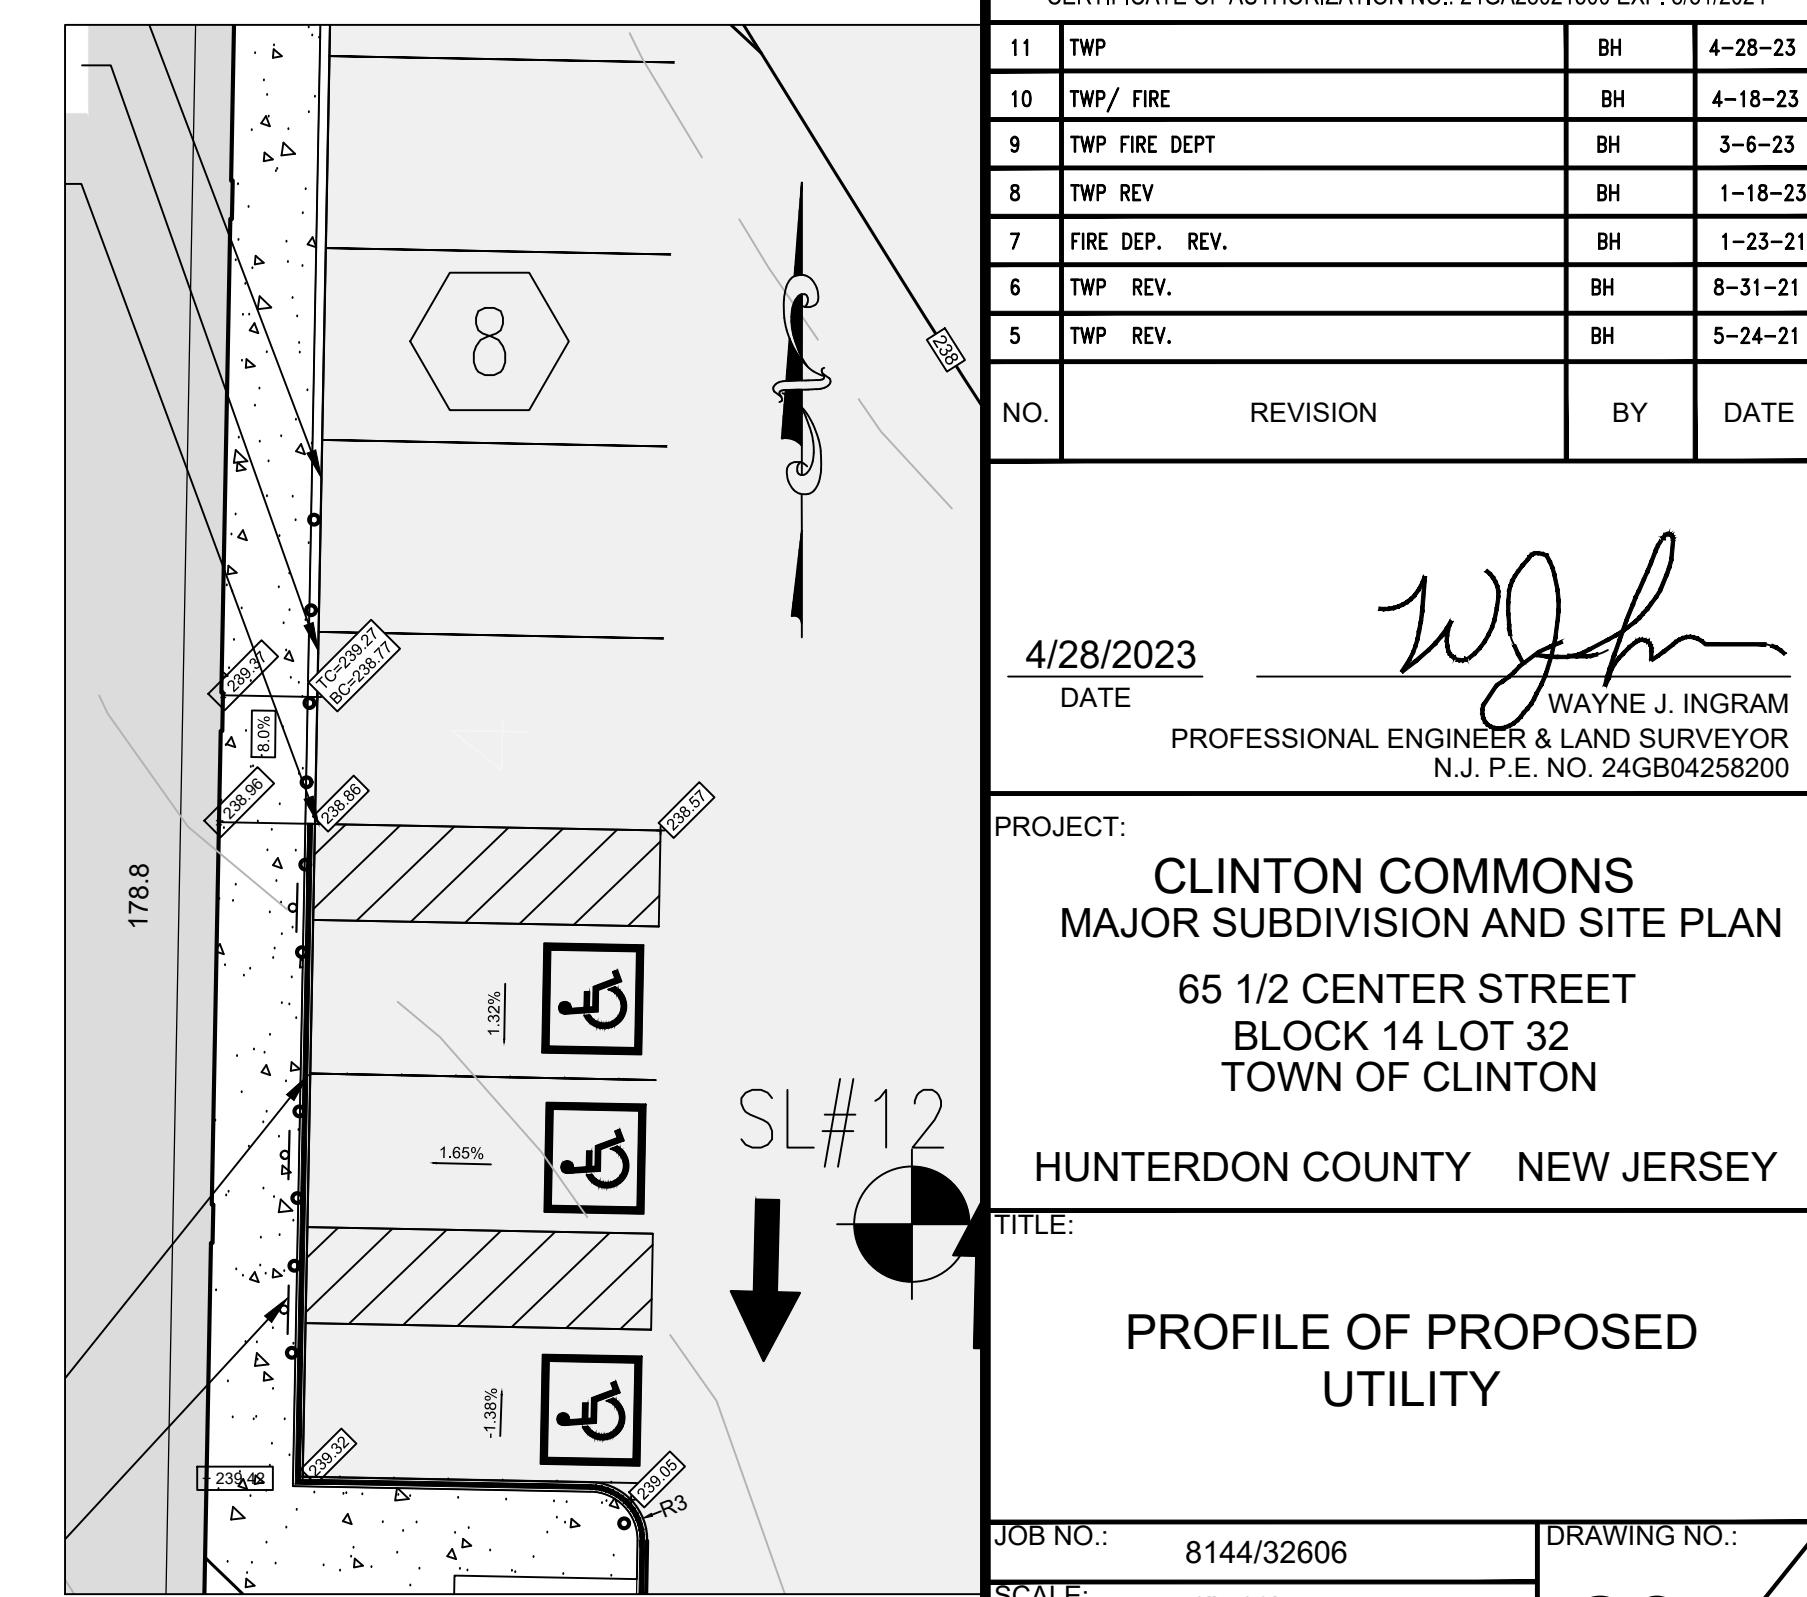 11 TWP BH 4-28-23
10 TWP/ FIRE BH 4-18-23
9 TWP FIRE DEPT BH 3-6-23
8 TWP REV BH 1-18-23
7 FIRE DEP. REV. BH 1-23-21
6 TWP REV. BH 8-31-21
5 TWP REV. BH 5-24-21
NO. REVISION BY DATE
4/28/2023
DATE
WAYNE J. INGRAM
PROFESSIONAL ENGINEER & LAND SURVEYOR
N.J. P.E. NO. 24GB04258200
PROJECT:
CLINTON COMMONS
MAJOR SUBDIVISION AND SITE PLAN
65 1/2 CENTER STREET
BLOCK 14 LOT 32
TOWN OF CLINTON
HUNTERDON COUNTY NEW JERSEY
TITLE:
PROFILE OF PROPOSED
UTILITY
JOB NO.: 8144/32606
DRAWING NO.:
SCALE:
8
238
239.37
TC=239.27
BC=238.77
8.0%
238.96
238.86
238.57
178.8
1.32%
SL#12
1.65%
-1.38%
239.32
239.42
239.05
R3